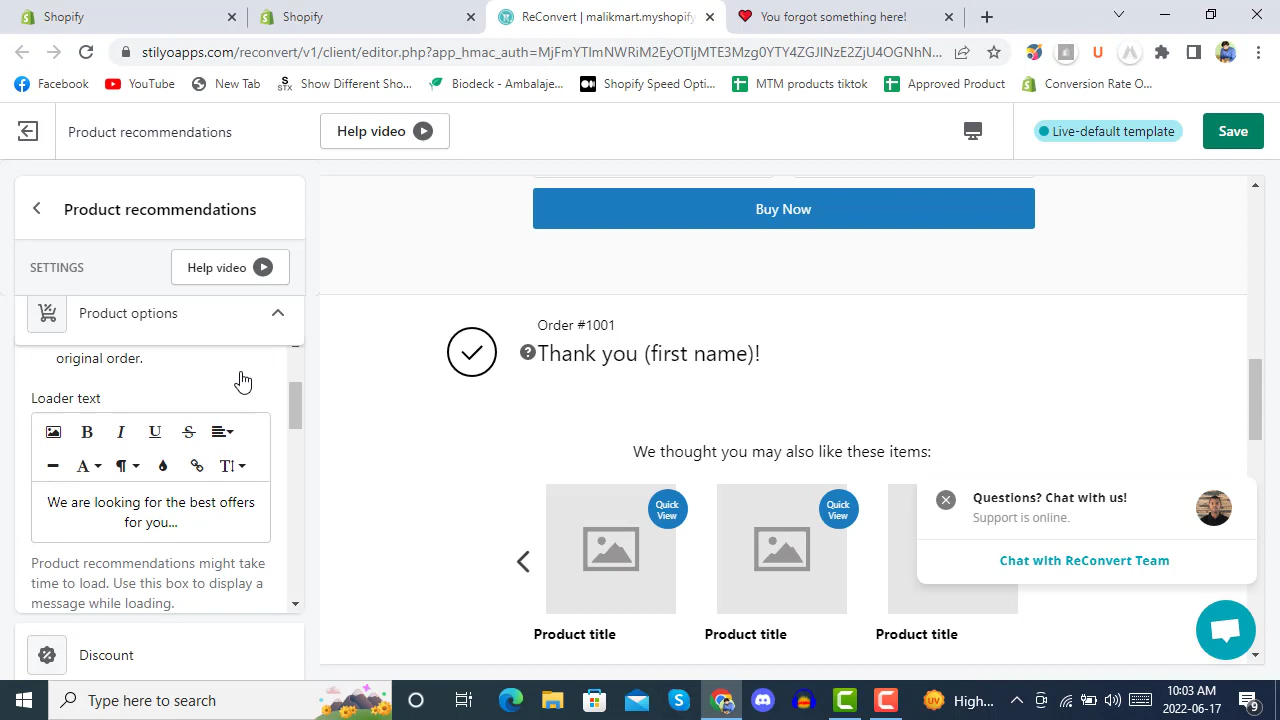 Shopify
Shopify
ReConvert | malikmart.myshopify
You forgot something here!
stilyoapps.com/reconvert/v1/client/editor.php?app_hmac_auth=MjFmYTlmNWRiM2EyOTljMTE3Mzg0YTY4ZGJlNzE2ZjU4OGNhN...
Facebook
YouTube
New Tab
Show Different Sho...
Biodeck - Ambalaje...
Shopify Speed Opti...
MTM products tiktok
Approved Product
Conversion Rate O...
Product recommendations
Help video
Live-default template
Save
Product recommendations
SETTINGS
Help video
Product options
original order.
Loader text
B I U S
A ¶ T
We are looking for the best offers
for you...
Product recommendations might take
time to load. Use this box to display a
message while loading.
Discount
Buy Now
Order #1001
Thank you (first name)!
We thought you may also like these items:
Quick
View
Quick
View
Product title
Product title
Product title
Questions? Chat with us!
Support is online.
Chat with ReConvert Team
Type here to search
High...
10:03 AM
2022-06-17
9